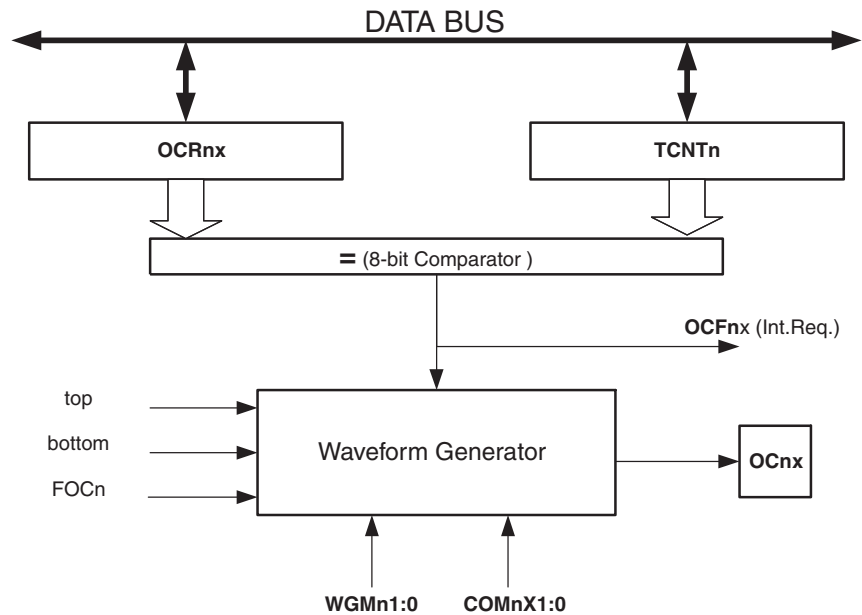 DATA BUS
OCRnx
TCNTn
= (8-bit Comparator )
OCFnx (Int.Req.)
top
bottom
FOCn
Waveform Generator
OCnx
WGMn1:0
COMnX1:0